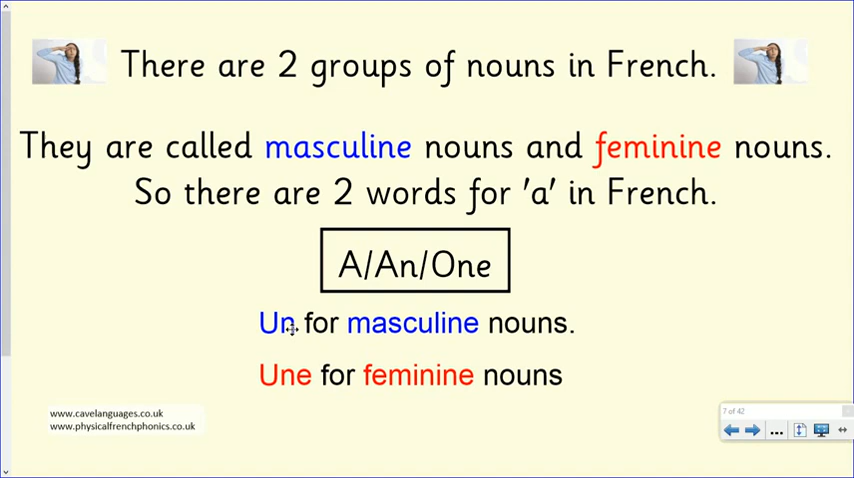 There are 2 groups of nouns in French.
They are called masculine nouns and feminine nouns.
So there are 2 words for 'a' in French.
A/An/One
Un for masculine nouns.
Une for feminine nouns
www.cavelanguages.co.uk
www.physicalfrenchphonics.co.uk
7 of 42